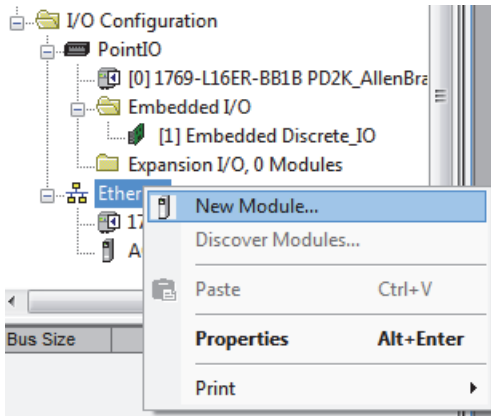 I/O Configuration
PointIO
[0] 1769-L16ER-BB1B PD2K_AllenBra
Embedded I/O
[1] Embedded Discrete_IO
Expansion I/O, 0 Modules
Ether
New Module...
17
Discover Modules...
A
Paste Ctrl+V
Bus Size
Properties Alt+Enter
Print